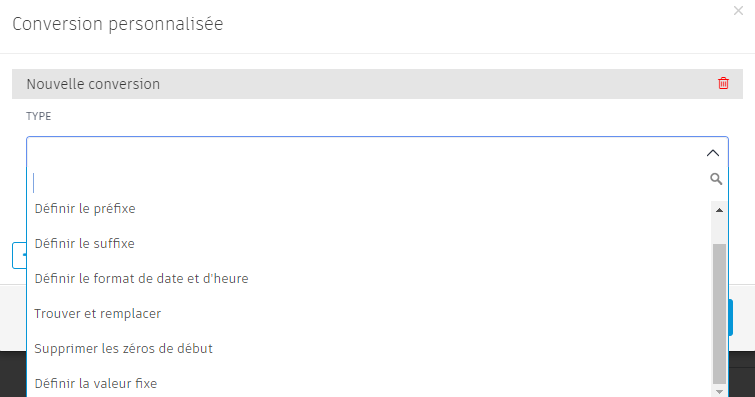 Conversion personnalisée
Nouvelle conversion
TYPE
Définir le préfixe
Définir le suffixe
Définir le format de date et d'heure
Trouver et remplacer
Supprimer les zéros de début
Définir la valeur fixe